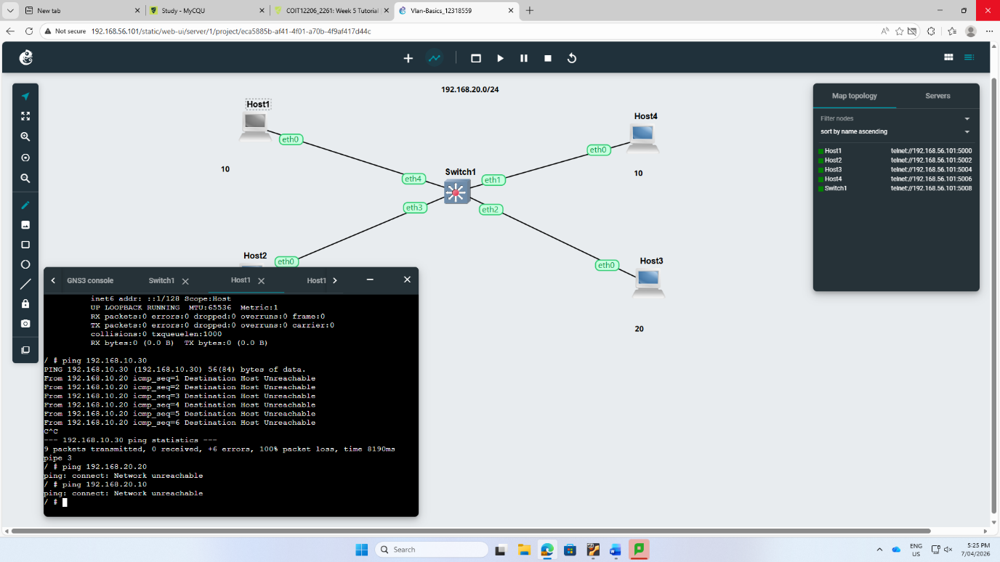 New tab
Study - MyCQU
COIT12206_2261: Week 5 Tutorial
Vlan-Basics_12318559
Not secure
192.168.56.101/static/web-ui/server/1/project/eca5885b-af41-4f01-a70b-4f9af417d44c
192.168.20.0/24
Host1
eth0
10
Host4
eth0
10
Switch1
eth4
eth1
eth3
eth2
Host2
eth0
Host3
eth0
20
Map topology
Servers
Filter nodes
sort by name ascending
Host1 telnet://192.168.56.101:5000
Host2 telnet://192.168.56.101:5002
Host3 telnet://192.168.56.101:5004
Host4 telnet://192.168.56.101:5006
Switch1 telnet://192.168.56.101:5008
GNS3 console
Switch1
Host1
Host1
inet6 addr: ::1/128 Scope:Host
UP LOOPBACK RUNNING  MTU:65536  Metric:1
RX packets:0 errors:0 dropped:0 overruns:0 frame:0
TX packets:0 errors:0 dropped:0 overruns:0 carrier:0
collisions:0 txqueuelen:1000
RX bytes:0 (0.0 B)  TX bytes:0 (0.0 B)
/ # ping 192.168.10.30
PING 192.168.10.30 (192.168.10.30) 56(84) bytes of data.
From 192.168.10.20 icmp_seq=1 Destination Host Unreachable
From 192.168.10.20 icmp_seq=2 Destination Host Unreachable
From 192.168.10.20 icmp_seq=3 Destination Host Unreachable
From 192.168.10.20 icmp_seq=4 Destination Host Unreachable
From 192.168.10.20 icmp_seq=5 Destination Host Unreachable
From 192.168.10.20 icmp_seq=6 Destination Host Unreachable
C^C
--- 192.168.10.30 ping statistics ---
9 packets transmitted, 0 received, +6 errors, 100% packet loss, time 8190ms
pipe 3
/ # ping 192.168.20.20
ping: connect: Network unreachable
/ # ping 192.168.20.10
ping: connect: Network unreachable
/ #
Search
ENG
US
5:25 PM
7/04/2026